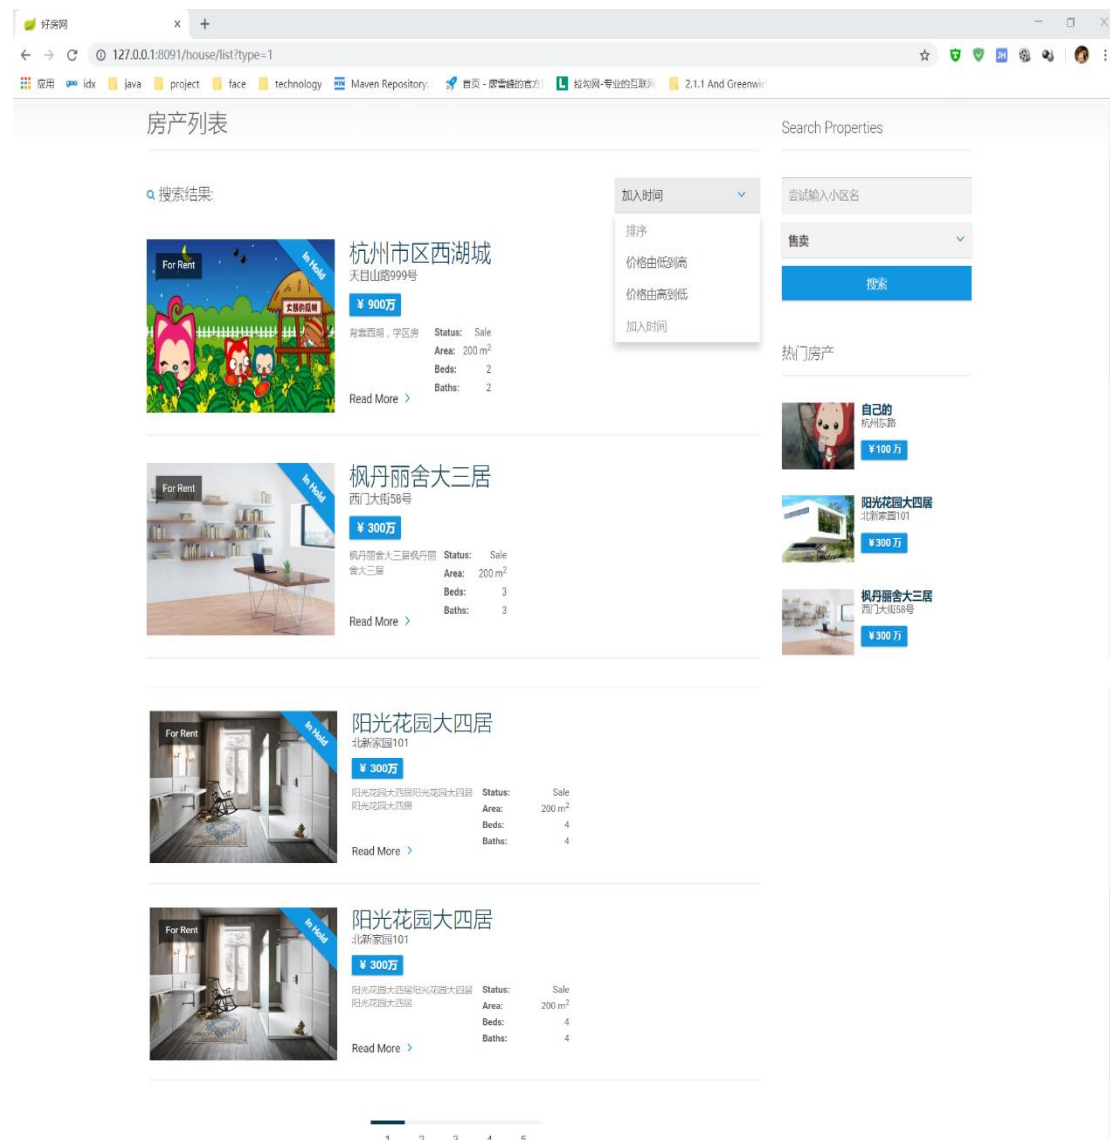 好房网
127.0.0.1:8091/house/list?type=1
应用 idx java project face technology Maven Repository: 首页 - 廖雪峰的官方 拉勾网-专业的互联网 2.1.1 And Greenwic
房产列表
搜索结果:
加入时间
排序
价格由低到高
价格由高到低
加入时间
For Rent
In Hold
大侠的瓜棚
杭州市区西湖城
天目山路999号
¥ 900万
背靠西湖，学区房
Status: Sale
Area: 200 m2
Beds: 2
Baths: 2
Read More
For Rent
In Hold
枫丹丽舍大三居
西门大街58号
¥ 300万
枫丹丽舍大三居枫丹丽
舍大三居
Status: Sale
Area: 200 m2
Beds: 3
Baths: 3
Read More
For Rent
In Hold
阳光花园大四居
北新家园101
¥ 300万
阳光花园大四居阳光花园大四居
阳光花园大四居
Status: Sale
Area: 200 m2
Beds: 4
Baths: 4
Read More
For Rent
In Hold
阳光花园大四居
北新家园101
¥ 300万
阳光花园大四居阳光花园大四居
阳光花园大四居
Status: Sale
Area: 200 m2
Beds: 4
Baths: 4
Read More
1 2 3 4 5
Search Properties
尝试输入小区名
售卖
搜索
热门房产
自己的
杭州东路
¥100 万
阳光花园大四居
北新家园101
¥300 万
枫丹丽舍大三居
西门大街58号
¥300 万